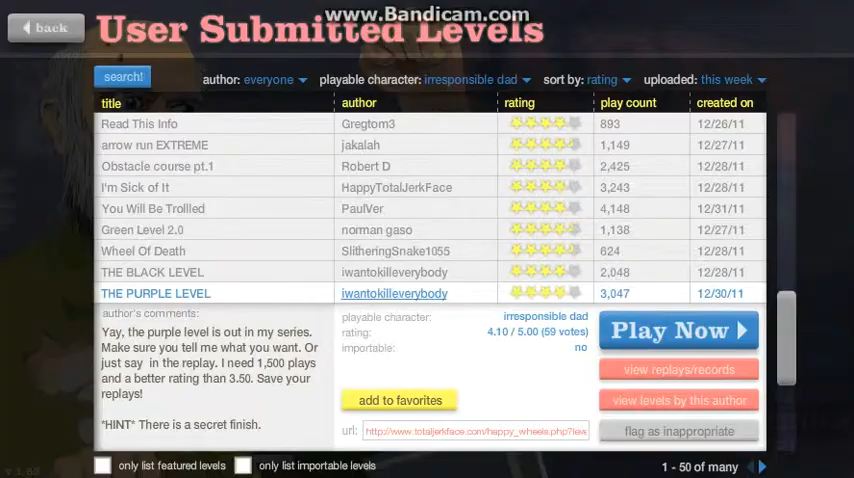 www.Bandicam.com
back
User Submitted Levels
search! author: everyone playable character: irresponsible dad sort by: rating uploaded: this week
title author rating play count created on
Read This Info Gregtom3 893 12/26/11
arrow run EXTREME jakalah 1,149 12/27/11
Obstacle course pt.1 Robert D 2,425 12/28/11
I'm Sick of It HappyTotalJerkFace 3,243 12/28/11
You Will Be Trollled PaulVer 4,148 12/31/11
Green Level 2.0 norman gaso 1,138 12/27/11
Wheel Of Death SlitheringSnake1055 624 12/28/11
THE BLACK LEVEL iwantokilleverybody 2,048 12/28/11
THE PURPLE LEVEL iwantokilleverybody 3,047 12/30/11
author's comments:
Yay, the purple level is out in my series.
Make sure you tell me what you want. Or
just say in the replay. I need 1,500 plays
and a better rating than 3.50. Save your
replays!
*HINT* There is a secret finish.
playable character: irresponsible dad
rating: 4.10 / 5.00 (59 votes)
importable: no
add to favorites
url: http://www.totaljerkface.com/happy_wheels.php?leve
Play Now
view replays/records
view levels by this author
flag as inappropriate
only list featured levels only list importable levels 1 - 50 of many
v 1.60